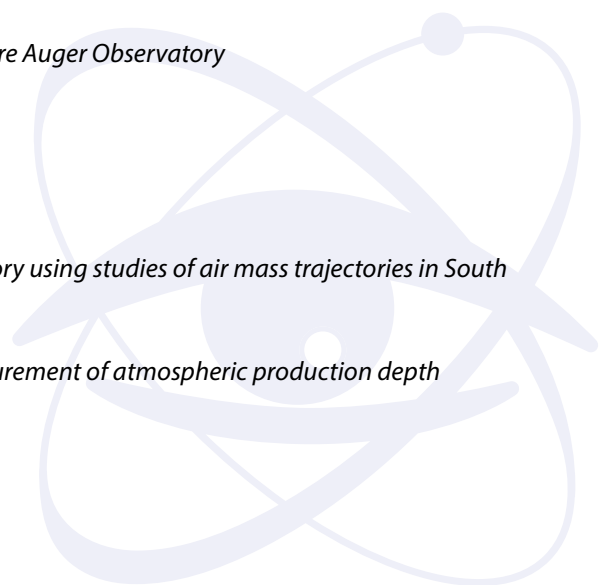 re Auger Observatory
ory using studies of air mass trajectories in South
urement of atmospheric production depth